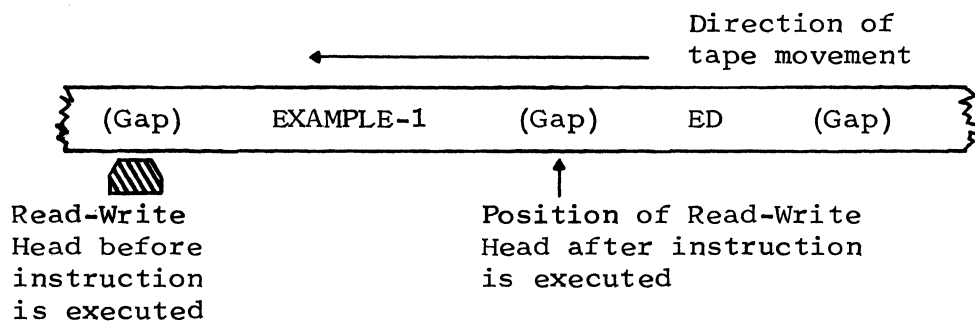 Direction of
tape movement
(Gap) EXAMPLE-1 (Gap) ED (Gap)
Read-Write
Head before
instruction
is executed
Position of Read-Write
Head after instruction
is executed